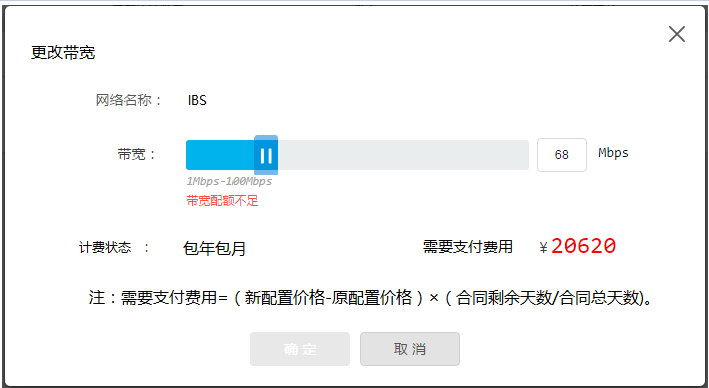 更改带宽
网络名称： IBS
带宽： 68 Mbps
1Mbps-100Mbps
带宽配额不足
计费状态 ： 包年包月 需要支付费用 ¥20620
注：需要支付费用=（新配置价格-原配置价格）×（合同剩余天数/合同总天数)。
确 定 取 消